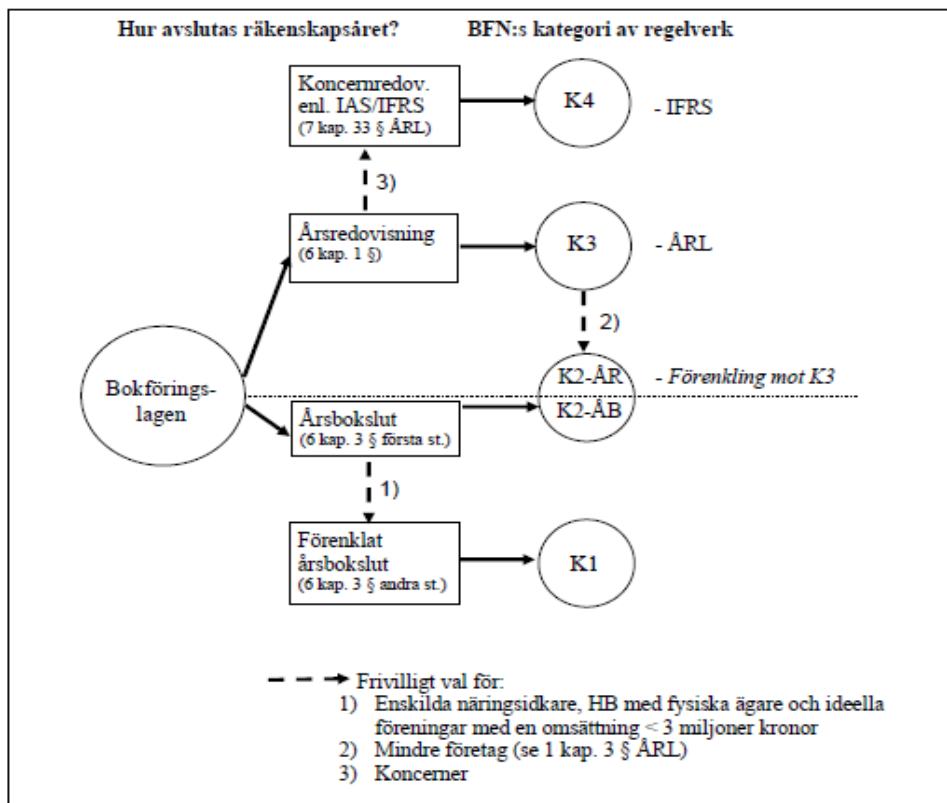 Hur avslutas räkenskapsåret?
BFN:s kategori av regelverk
Koncernredov.
enl. IAS/IFRS
(7 kap. 33 § ÅRL)
K4
- IFRS
3)
Årsredovisning
(6 kap. 1 §)
K3
- ÅRL
2)
Bokförings-
lagen
K2-ÅR
- Förenkling mot K3
K2-ÅB
Årsbokslut
(6 kap. 3 § första st.)
1)
Förenklat
årsbokslut
(6 kap. 3 § andra st.)
K1
Frivilligt val för:
1) Enskilda näringsidkare, HB med fysiska ägare och ideella
föreningar med en omsättning < 3 miljoner kronor
2) Mindre företag (se 1 kap. 3 § ÅRL)
3) Koncerner